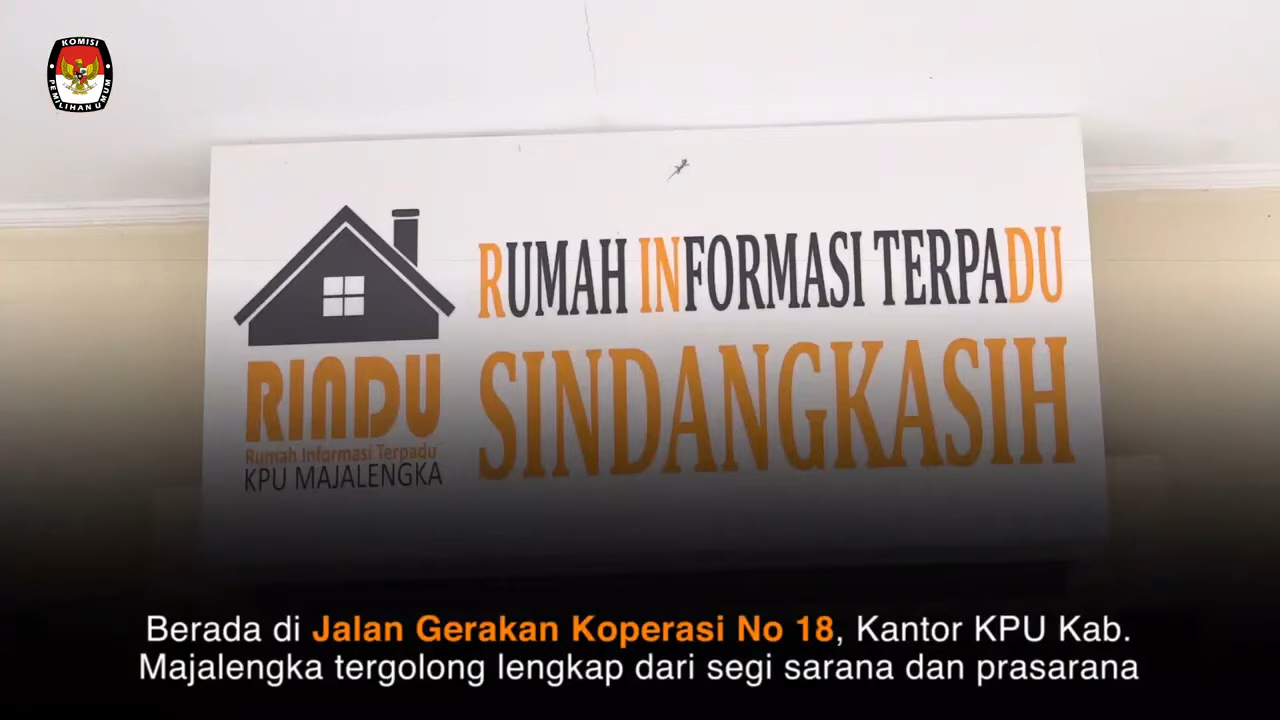 KOMISI
PEMILIHAN UMUM
RUMAH INFORMASI TERPADU
SINDANGKASIH
RINDU
Rumah Informasi Terpadu
KPU MAJALENGKA
Berada di Jalan Gerakan Koperasi No 18, Kantor KPU Kab.
Majalengka tergolong lengkap dari segi sarana dan prasarana